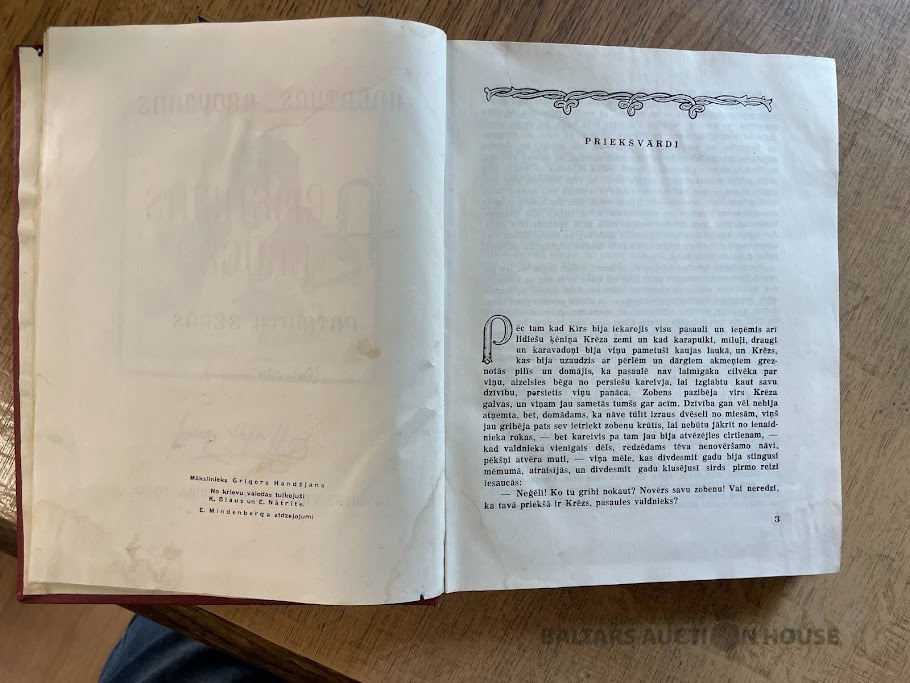 Mākslinieks Grigors Handžjans
No krievu valodas tulkojuši
K. Blaus un E. Nātrite.
E. Mindenberga atdzejojumi
PRIEKSVĀRDI
Pēc tam kad Kīrs bija iekarojis visu pasauli un ieņēmis arī
līdiešu ķēniņa Krēza zemi un kad karapulki, miluļi, draugi
un karavadoņi bija viņu pametuši kaujas laukā, un Krēzs,
kas bija uzaudzis ar pērlēm un dārgiem akmeņiem grez-
notās pilīs un domājis, ka pasaulē nav laimīgāka cilvēka par
viņu, aizelsies bēga no persiešu kareivja, lai izglābtu kaut savu
dzīvību, persietis viņu panāca. Zobens pazibēja virs Krēza
galvas, un viņam jau sametās tumšs gar acīm. Dzīvība gan vēl nebija
atņemta, bet, domādams, ka nāve tūlīt izraus dvēseli no miesām, viņš
jau gribēja pats sev ietriekt zobenu krūtīs, lai nebūtu jākrīt no ienaid-
nieka rokas, — bet kareivis pa tam jau bija atvēzējies cirtienam, —
kad valdnieka vienīgais dēls, redzēdams tēva nenovēršamo nāvi,
pēkšņi atvēra muti, — viņa mēle, kas divdesmit gadu bija stingusi
mēmumā, atraisījās, un divdesmit gadu klusējusī sirds pirmo reizi
iesaucās:
— Neģēli! Ko tu gribi nokaut? Novērs savu zobenu! Vai neredzi,
ka tavā priekšā ir Krēzs, pasaules valdnieks?
3
BALTARS AUCTION HOUSE